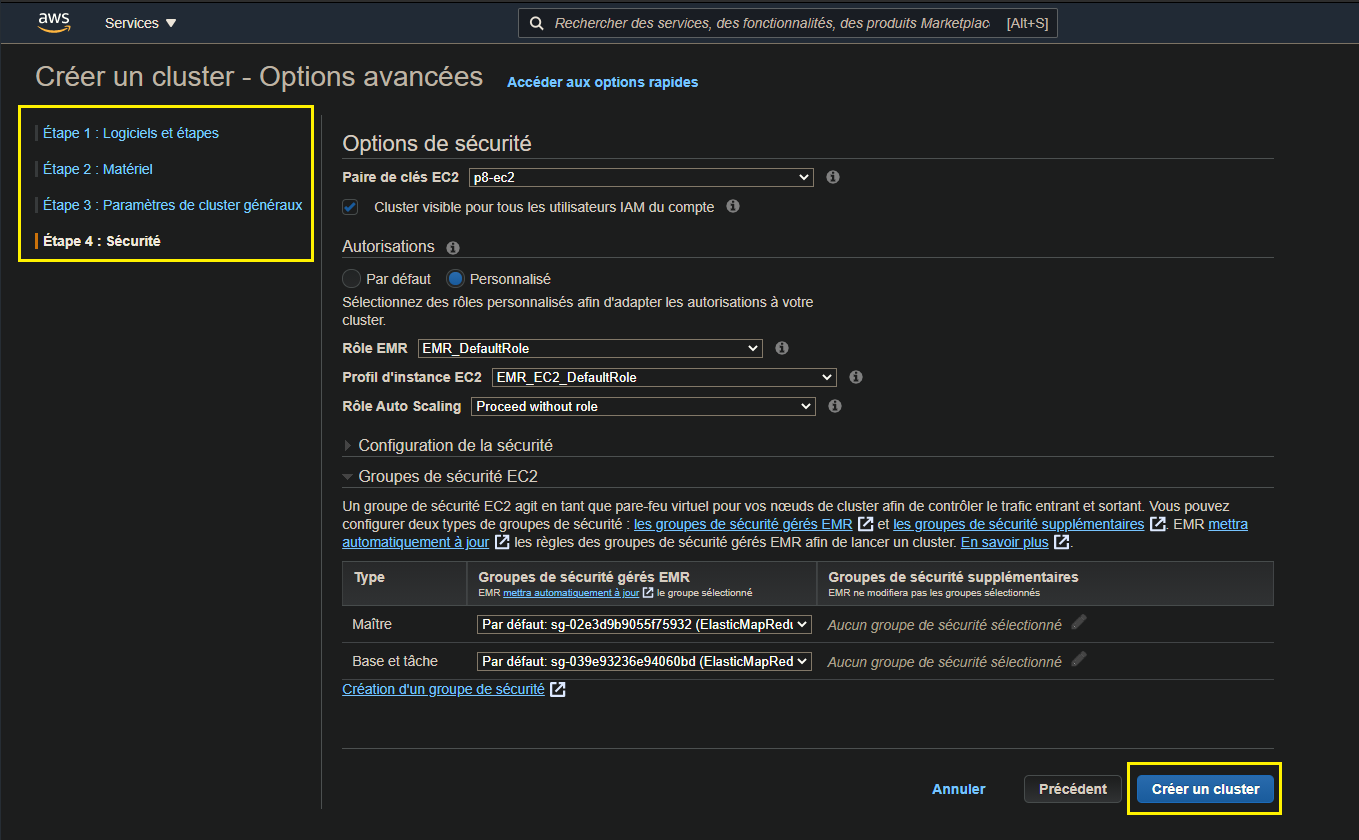 aws
Services
Rechercher des services, des fonctionnalités, des produits Marketplac
[Alt+S]
Créer un cluster - Options avancées
Accéder aux options rapides
Étape 1 : Logiciels et étapes
Étape 2 : Matériel
Étape 3 : Paramètres de cluster généraux
Étape 4 : Sécurité
Options de sécurité
Paire de clés EC2 p8-ec2
Cluster visible pour tous les utilisateurs IAM du compte
Autorisations
Par défaut Personnalisé
Sélectionnez des rôles personnalisés afin d'adapter les autorisations à votre
cluster.
Rôle EMR EMR_DefaultRole
Profil d'instance EC2 EMR_EC2_DefaultRole
Rôle Auto Scaling Proceed without role
Configuration de la sécurité
Groupes de sécurité EC2
Un groupe de sécurité EC2 agit en tant que pare-feu virtuel pour vos nœuds de cluster afin de contrôler le trafic entrant et sortant. Vous pouvez
configurer deux types de groupes de sécurité : les groupes de sécurité gérés EMR et les groupes de sécurité supplémentaires. EMR mettra
automatiquement à jour les règles des groupes de sécurité gérés EMR afin de lancer un cluster. En savoir plus.
Type
Groupes de sécurité gérés EMR
EMR mettra automatiquement à jour le groupe sélectionné
Groupes de sécurité supplémentaires
EMR ne modifiera pas les groupes sélectionnés
Maître Par défaut: sg-02e3d9b9055f75932 (ElasticMapRedu Aucun groupe de sécurité sélectionné
Base et tâche Par défaut: sg-039e93236e94060bd (ElasticMapRed Aucun groupe de sécurité sélectionné
Création d'un groupe de sécurité
Annuler
Précédent
Créer un cluster